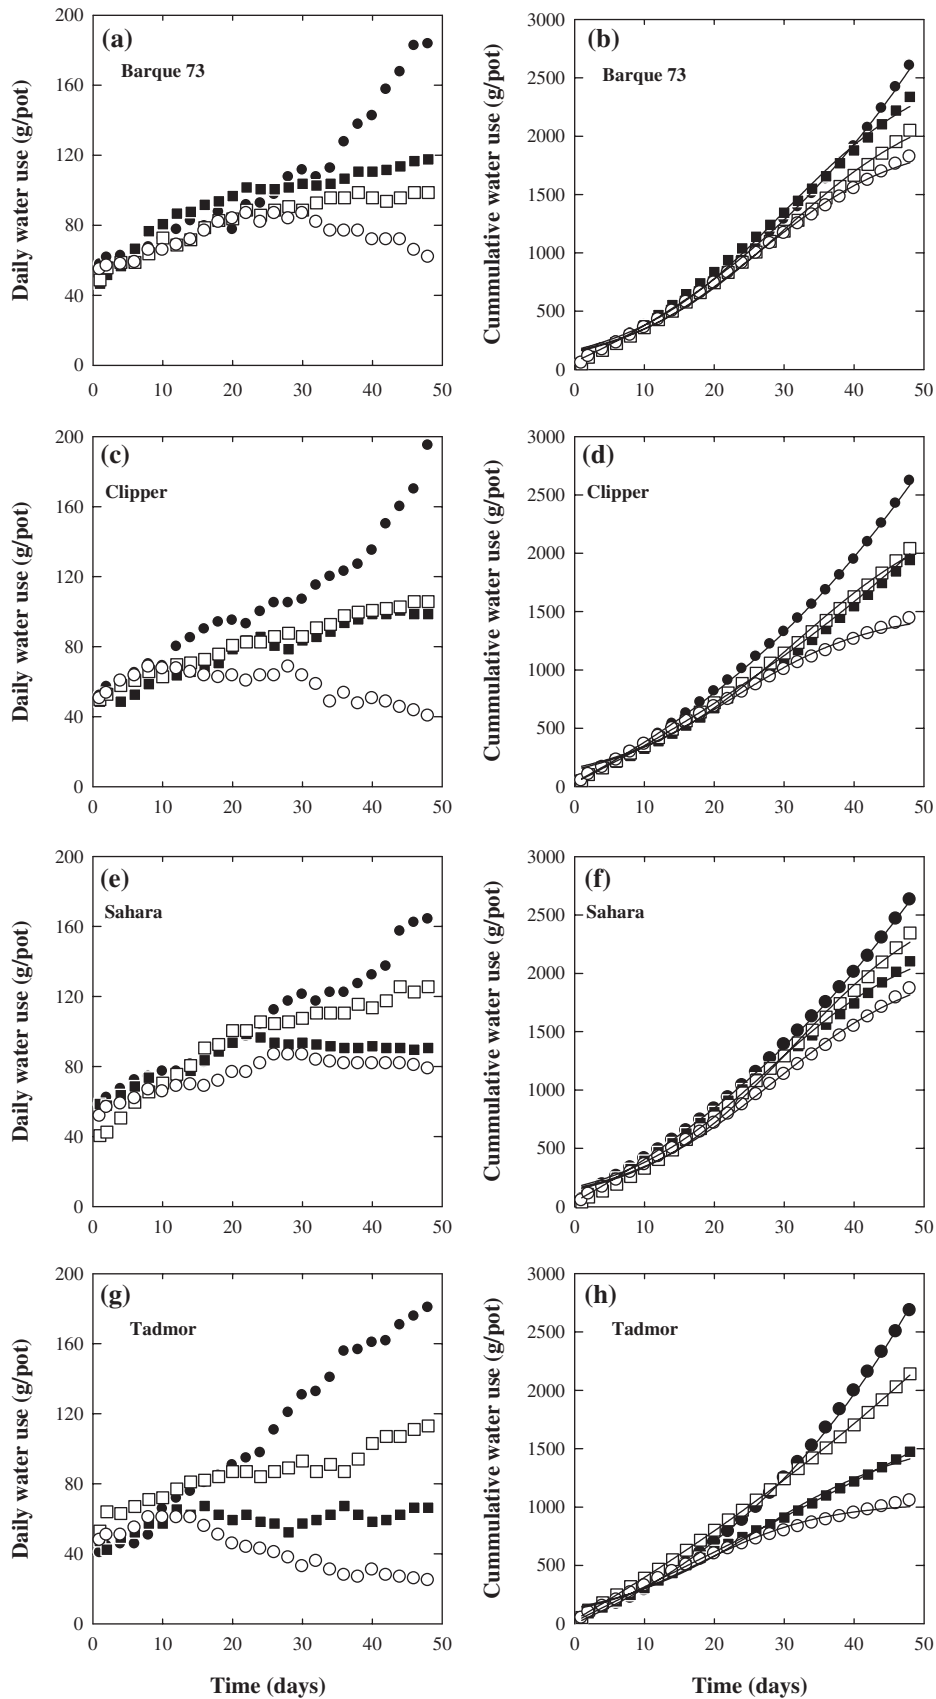 (a)
Barque 73
Daily water use (g/pot)
200
160
120
80
40
0
0 10 20 30 40 50
(b)
Barque 73
Cummulative water use (g/pot)
3000
2500
2000
1500
1000
500
0
0 10 20 30 40 50
(c)
Clipper
Daily water use (g/pot)
200
160
120
80
40
0
0 10 20 30 40 50
(d)
Clipper
Cummulative water use (g/pot)
3000
2500
2000
1500
1000
500
0
0 10 20 30 40 50
(e)
Sahara
Daily water use (g/pot)
200
160
120
80
40
0
0 10 20 30 40 50
(f)
Sahara
Cummulative water use (g/pot)
3000
2500
2000
1500
1000
500
0
0 10 20 30 40 50
(g)
Tadmor
Daily water use (g/pot)
200
160
120
80
40
0
0 10 20 30 40 50
Time (days)
(h)
Tadmor
Cummulative water use (g/pot)
3000
2500
2000
1500
1000
500
0
0 10 20 30 40 50
Time (days)